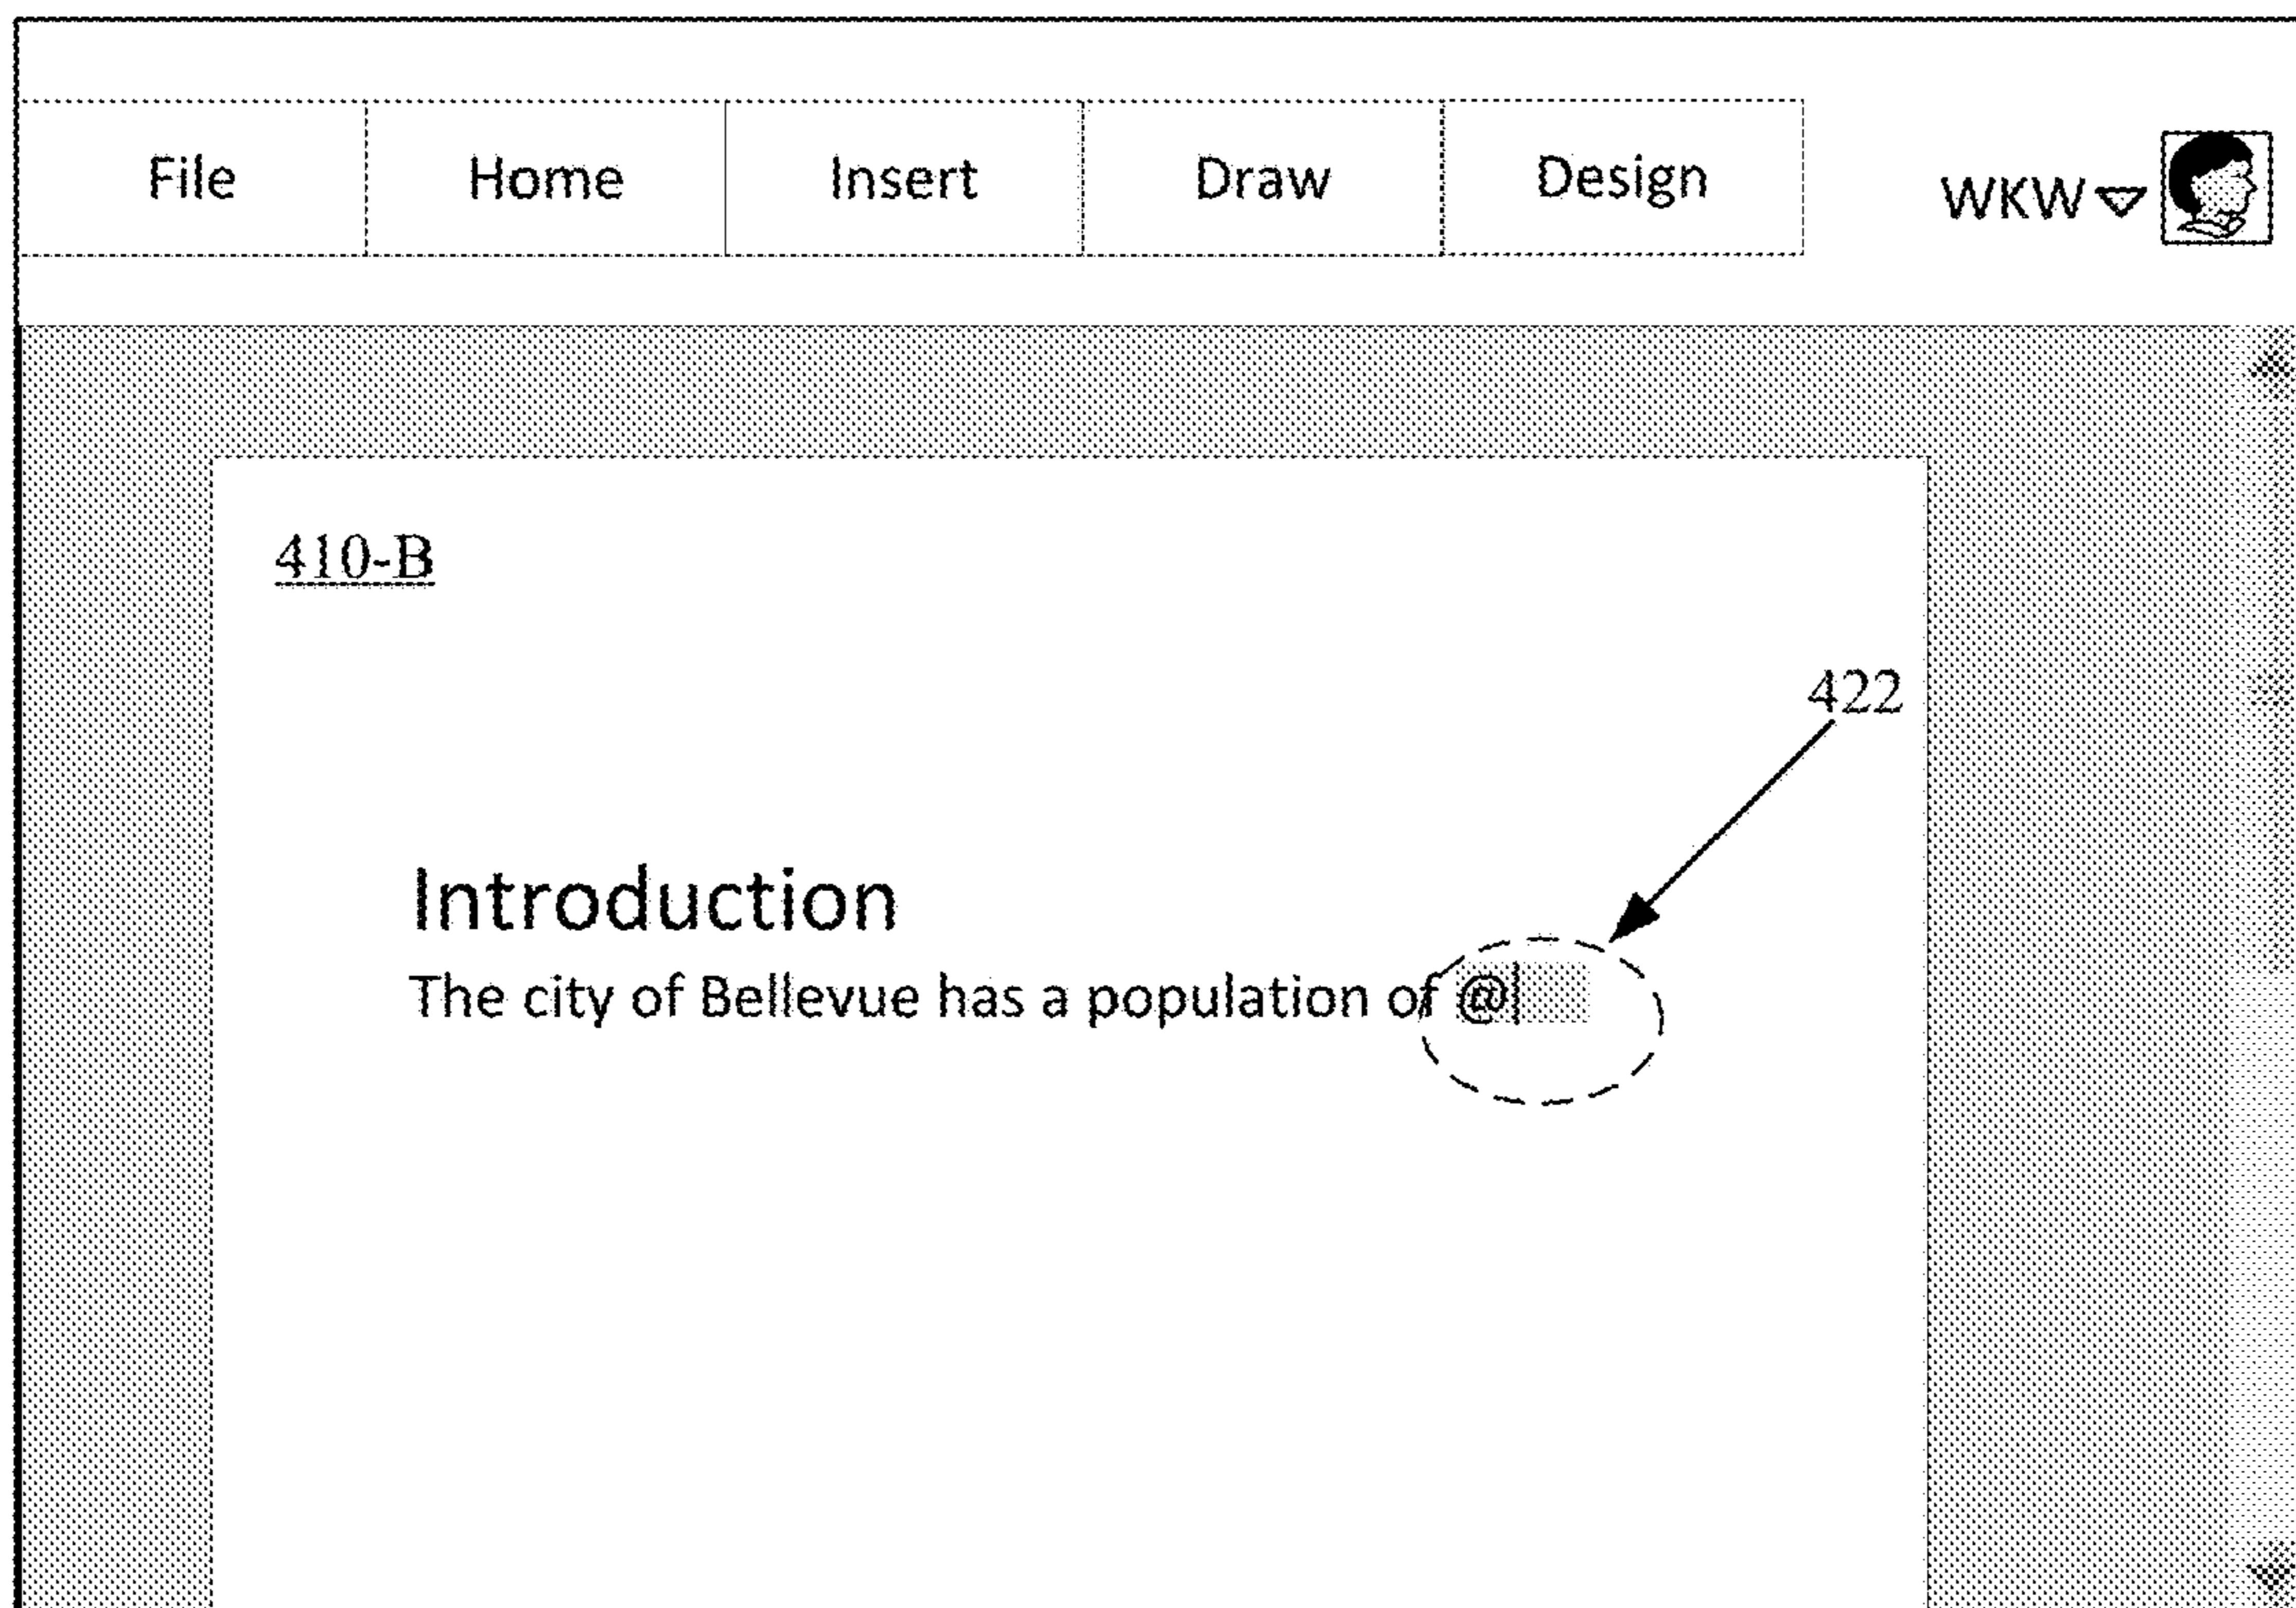 File Home Insert Draw Design WKW
410-B
422
Introduction
The city of Bellevue has a population of @